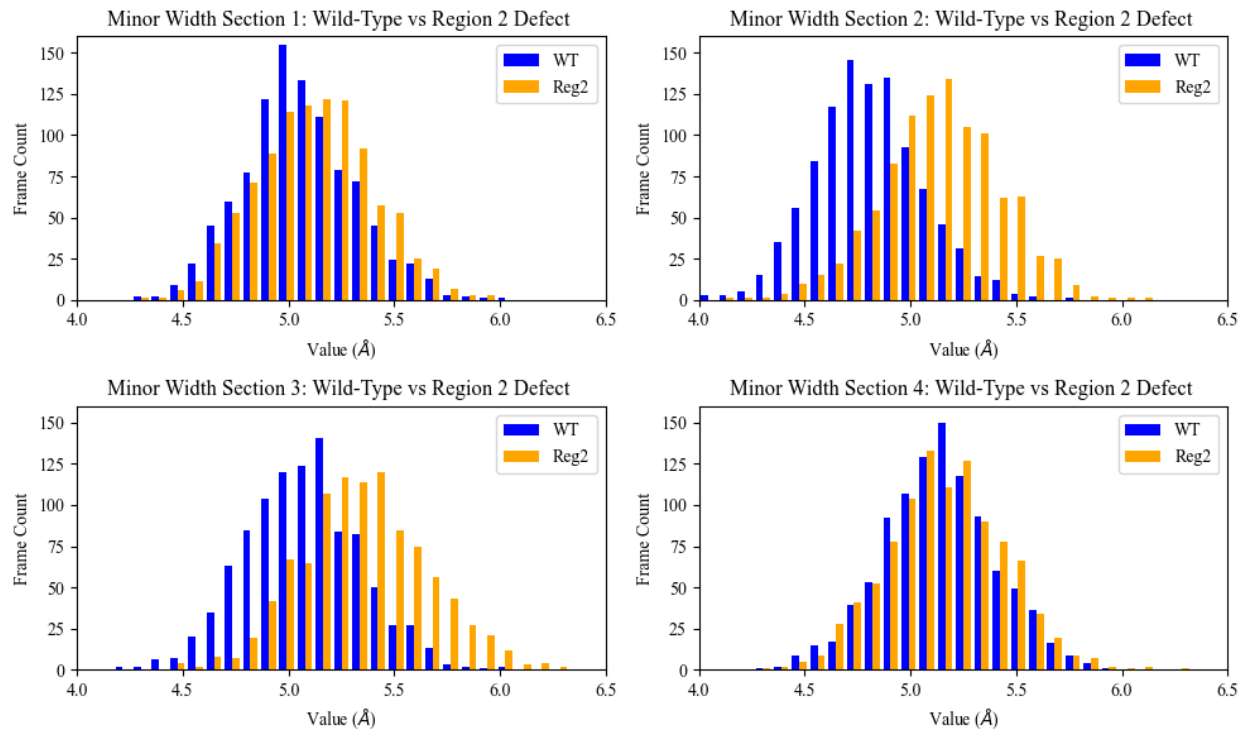 Minor Width Section 1: Wild-Type vs Region 2 Defect
150
125
100
75
50
25
0
Frame Count
4.0 4.5 5.0 5.5 6.0 6.5
Value (Å)
WT
Reg2
Minor Width Section 2: Wild-Type vs Region 2 Defect
150
125
100
75
50
25
0
Frame Count
4.0 4.5 5.0 5.5 6.0 6.5
Value (Å)
WT
Reg2
Minor Width Section 3: Wild-Type vs Region 2 Defect
150
125
100
75
50
25
0
Frame Count
4.0 4.5 5.0 5.5 6.0 6.5
Value (Å)
WT
Reg2
Minor Width Section 4: Wild-Type vs Region 2 Defect
150
125
100
75
50
25
0
Frame Count
4.0 4.5 5.0 5.5 6.0 6.5
Value (Å)
WT
Reg2